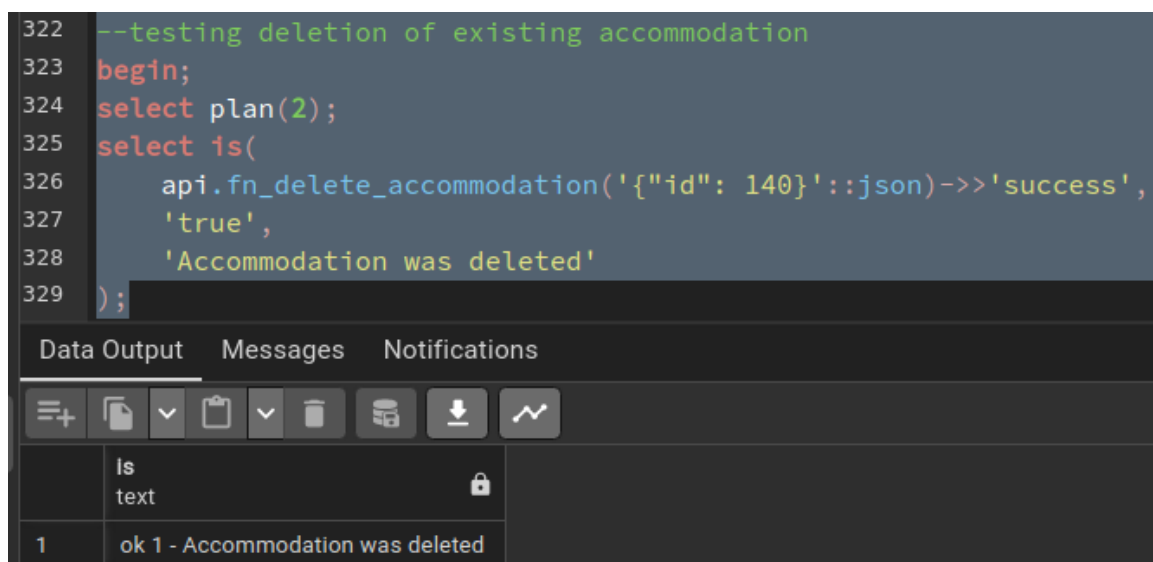 322 --testing deletion of existing accommodation
323 begin;
324 select plan(2);
325 select is(
326 api.fn_delete_accommodation('{"id": 140}'::json)->>'success',
327 'true',
328 'Accommodation was deleted'
329 );
Data Output Messages Notifications
is
text
1 ok 1 - Accommodation was deleted